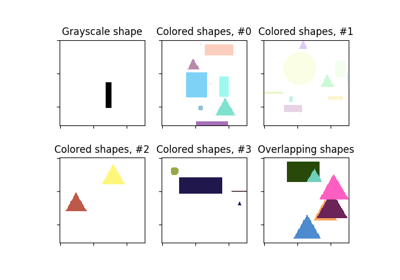 Grayscale shape
Colored shapes, #0
Colored shapes, #1
Colored shapes, #2
Colored shapes, #3
Overlapping shapes